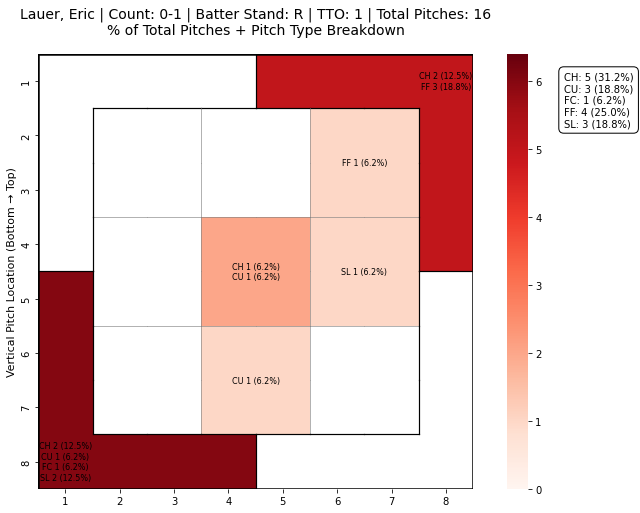 Lauer, Eric | Count: 0-1 | Batter Stand: R | TTO: 1 | Total Pitches: 16
% of Total Pitches + Pitch Type Breakdown
CH 2 (12.5%)
FF 3 (18.8%)
FF 1 (6.2%)
CH 1 (6.2%)
CU 1 (6.2%)
SL 1 (6.2%)
CU 1 (6.2%)
CH 2 (12.5%)
CU 1 (6.2%)
FC 1 (6.2%)
SL 2 (12.5%)
Vertical Pitch Location (Bottom → Top)
1
2
3
4
5
6
7
8
1 2 3 4 5 6 7 8
6
5
4
3
2
1
0
CH: 5 (31.2%)
CU: 3 (18.8%)
FC: 1 (6.2%)
FF: 4 (25.0%)
SL: 3 (18.8%)